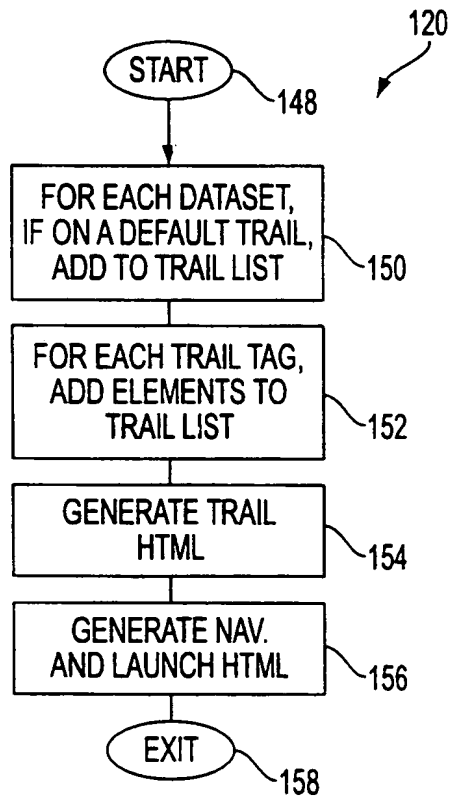 120
START
148
FOR EACH DATASET,
IF ON A DEFAULT TRAIL,
ADD TO TRAIL LIST
150
FOR EACH TRAIL TAG,
ADD ELEMENTS TO
TRAIL LIST
152
GENERATE TRAIL
HTML
154
GENERATE NAV.
AND LAUNCH HTML
156
EXIT
158